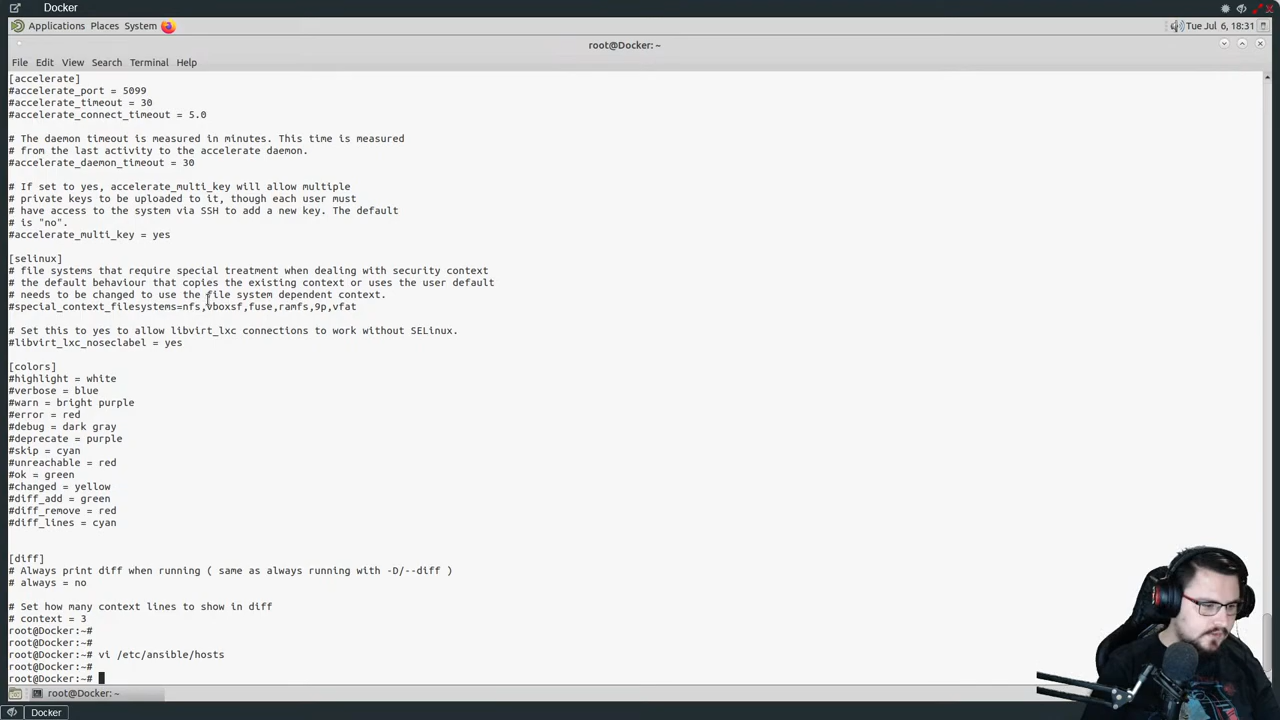 Docker
Applications Places System
Tue Jul 6, 18:31
root@Docker: ~
File Edit View Search Terminal Help
[accelerate]
#accelerate_port = 5099
#accelerate_timeout = 30
#accelerate_connect_timeout = 5.0
# The daemon timeout is measured in minutes. This time is measured
# from the last activity to the accelerate daemon.
#accelerate_daemon_timeout = 30
# If set to yes, accelerate_multi_key will allow multiple
# private keys to be uploaded to it, though each user must
# have access to the system via SSH to add a new key. The default
# is "no".
#accelerate_multi_key = yes
[selinux]
# file systems that require special treatment when dealing with security context
# the default behaviour that copies the existing context or uses the user default
# needs to be changed to use the file system dependent context.
#special_context_filesystems=nfs,vboxsf,fuse,ramfs,9p,vfat
# Set this to yes to allow libvirt_lxc connections to work without SELinux.
#libvirt_lxc_noseclabel = yes
[colors]
#highlight = white
#verbose = blue
#warn = bright purple
#error = red
#debug = dark gray
#deprecate = purple
#skip = cyan
#unreachable = red
#ok = green
#changed = yellow
#diff_add = green
#diff_remove = red
#diff_lines = cyan
[diff]
# Always print diff when running ( same as always running with -D/--diff )
# always = no
# Set how many context lines to show in diff
# context = 3
root@Docker:~#
root@Docker:~#
root@Docker:~# vi /etc/ansible/hosts
root@Docker:~#
root@Docker:~#
root@Docker: ~
Docker